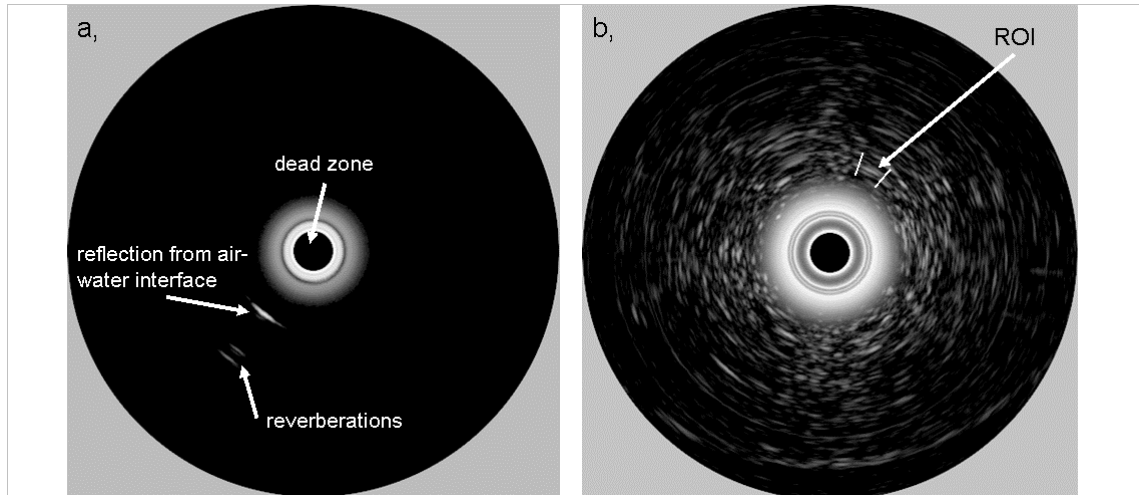 a,
dead zone
reflection from air-
water interface
reverberations
b,
ROI